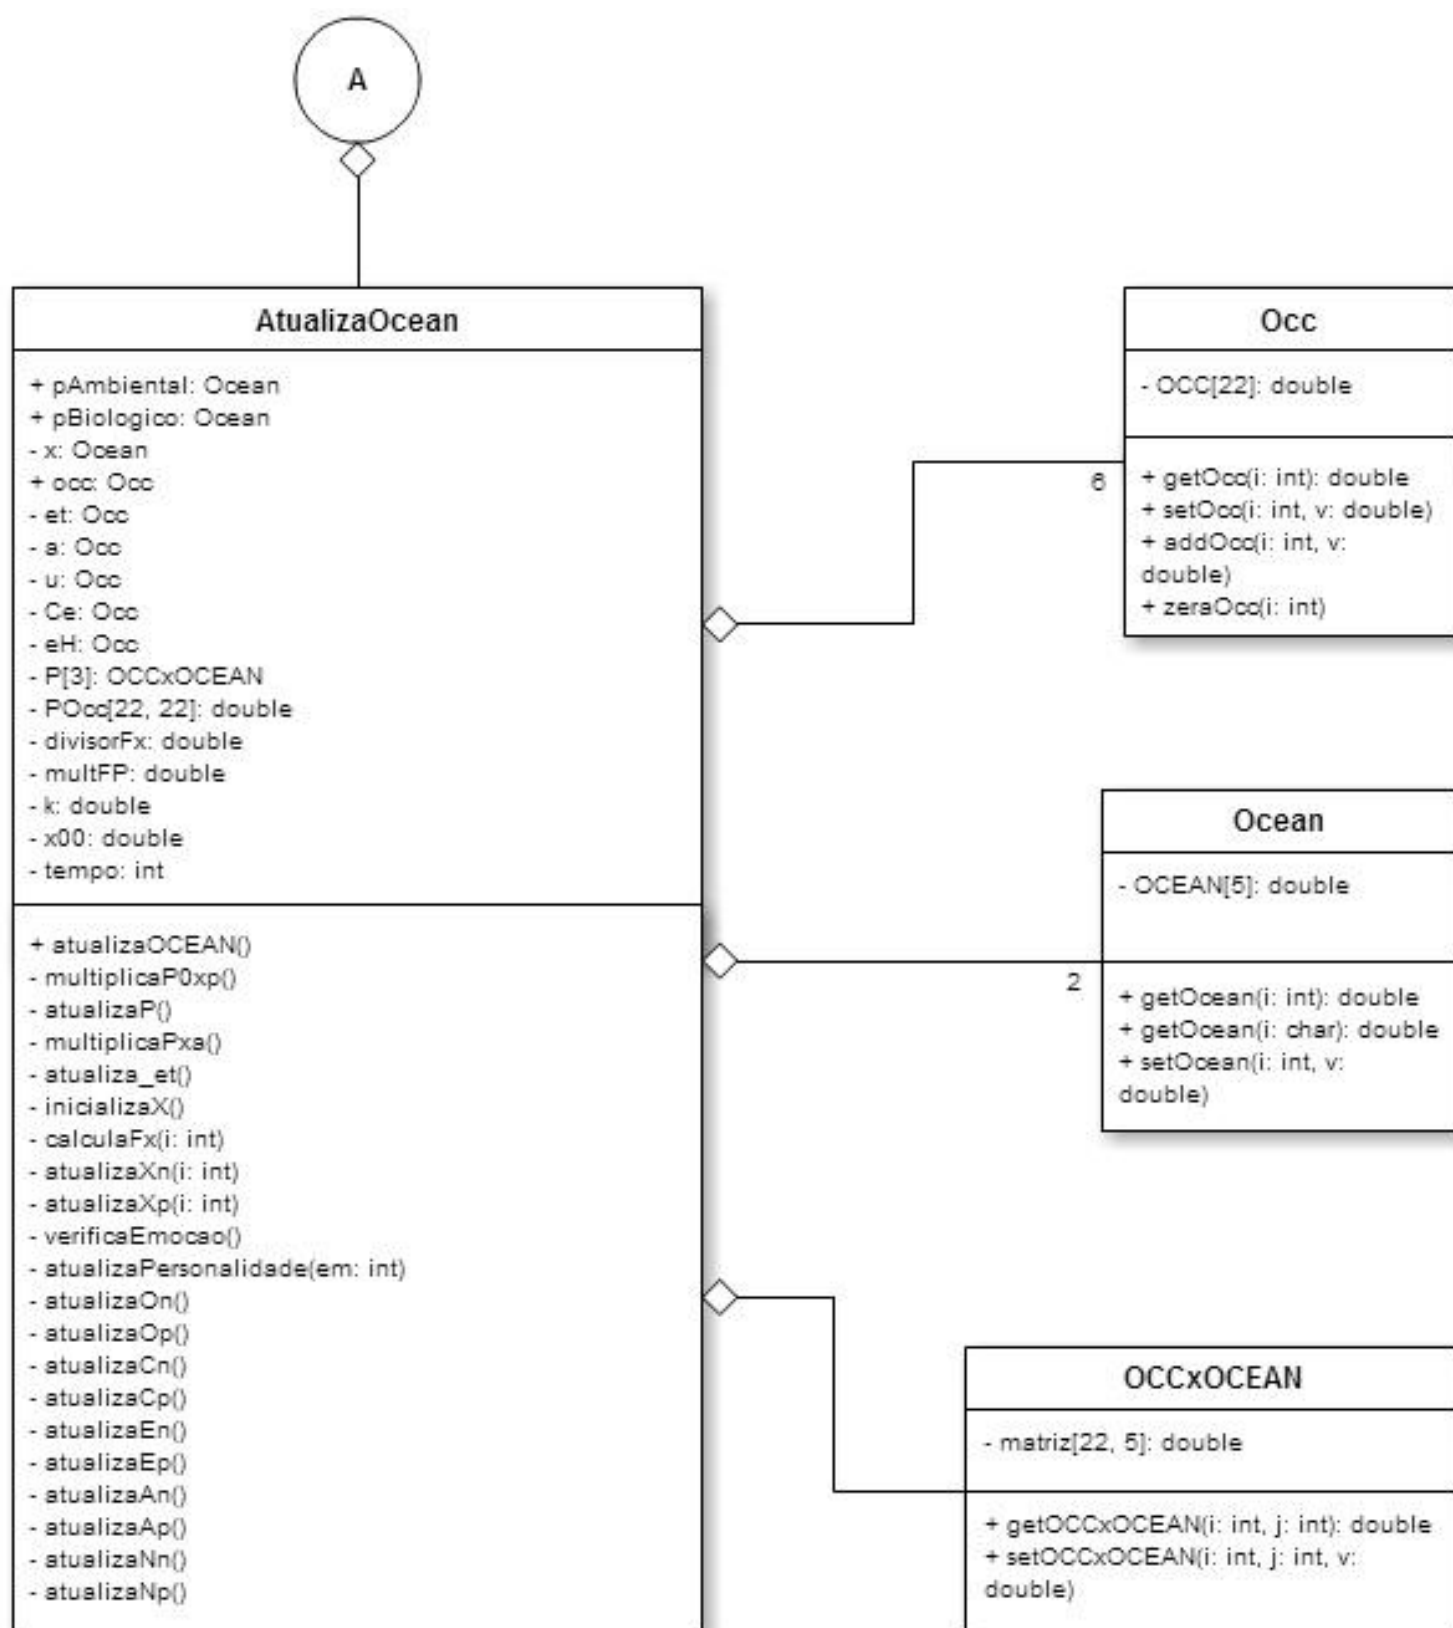 A
AtualizaOcean
+ pAmbiental: Ocean
+ pBiologico: Ocean
- x: Ocean
+ occ: Occ
- et: Occ
- a: Occ
- u: Occ
- Ce: Occ
- eH: Occ
- P[3]: OCCxOCEAN
- POcc[22, 22]: double
- divisorFx: double
- multFP: double
- k: double
- x00: double
- tempo: int
+ atualizaOCEAN()
- multiplicaP0xp()
- atualizaP()
- multiplicaPxa()
- atualiza_et()
- inicializaX()
- calculaFx(i: int)
- atualizaXn(i: int)
- atualizaXp(i: int)
- verificaEmocao()
- atualizaPersonalidade(em: int)
- atualizaOn()
- atualizaOp()
- atualizaCn()
- atualizaCp()
- atualizaEn()
- atualizaEp()
- atualizaAn()
- atualizaAp()
- atualizaNn()
- atualizaNp()
Occ
- OCC[22]: double
6
+ getOcc(i: int): double
+ setOcc(i: int, v: double)
+ addOcc(i: int, v:
double)
+ zeraOcc(i: int)
Ocean
- OCEAN[5]: double
2
+ getOcean(i: int): double
+ getOcean(i: char): double
+ setOcean(i: int, v:
double)
OCCxOCEAN
- matriz[22, 5]: double
+ getOCCxOCEAN(i: int, j: int): double
+ setOCCxOCEAN(i: int, j: int, v:
double)